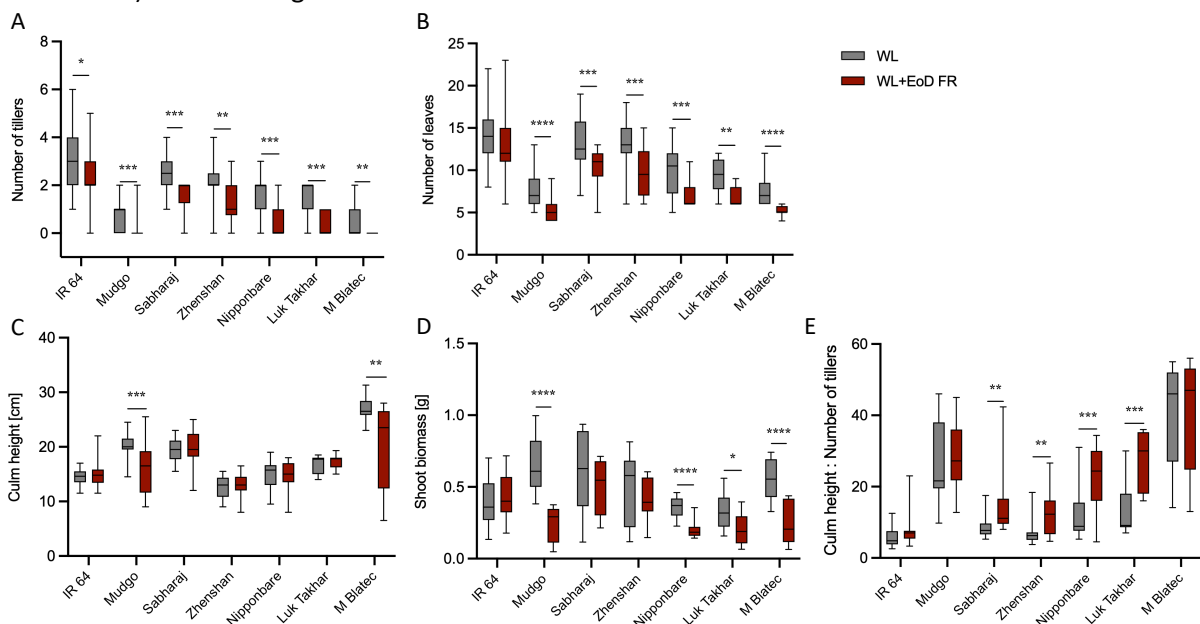 A
Number of tillers
8
6
4
2
0
*
***
***
**
***
***
**
IR 64
Mudgo
Sabharaj
Zhenshan
Nipponbare
Luk Takhar
M Blatec
B
Number of leaves
25
20
15
10
5
0
****
***
***
***
**
****
IR 64
Mudgo
Sabharaj
Zhenshan
Nipponbare
Luk Takhar
M Blatec
WL
WL+EoD FR
C
Culm height [cm]
40
30
20
10
0
***
**
IR 64
Mudgo
Sabharaj
Zhenshan
Nipponbare
Luk Takhar
M Blatec
D
Shoot biomass [g]
1.5
1.0
0.5
0.0
****
****
*
****
IR 64
Mudgo
Sabharaj
Zhenshan
Nipponbare
Luk Takhar
M Blatec
E
Culm height : Number of tillers
60
40
20
0
**
**
***
***
IR 64
Mudgo
Sabharaj
Zhenshan
Nipponbare
Luk Takhar
M Blatec